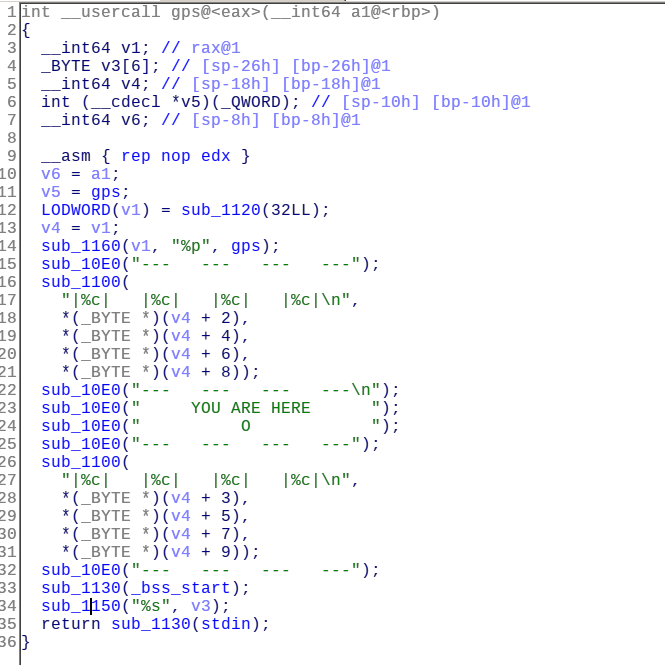 1 int __usercall gps@<eax>(__int64 a1@<rbp>)
2 {
3   __int64 v1; // rax@1
4   _BYTE v3[6]; // [sp-26h] [bp-26h]@1
5   __int64 v4; // [sp-18h] [bp-18h]@1
6   int (__cdecl *v5)(_QWORD); // [sp-10h] [bp-10h]@1
7   __int64 v6; // [sp-8h] [bp-8h]@1
8
9   __asm { rep nop edx }
10   v6 = a1;
11   v5 = gps;
12   LODWORD(v1) = sub_1120(32LL);
13   v4 = v1;
14   sub_1160(v1, "%p", gps);
15   sub_10E0("---   ---   ---   ---");
16   sub_1100(
17     "|%c|   |%c|   |%c|   |%c|\n",
18     *(_BYTE *)(v4 + 2),
19     *(_BYTE *)(v4 + 4),
20     *(_BYTE *)(v4 + 6),
21     *(_BYTE *)(v4 + 8));
22   sub_10E0("---   ---   ---   ---\n");
23   sub_10E0("     YOU ARE HERE      ");
24   sub_10E0("          O            ");
25   sub_10E0("---   ---   ---   ---");
26   sub_1100(
27     "|%c|   |%c|   |%c|   |%c|\n",
28     *(_BYTE *)(v4 + 3),
29     *(_BYTE *)(v4 + 5),
30     *(_BYTE *)(v4 + 7),
31     *(_BYTE *)(v4 + 9));
32   sub_10E0("---   ---   ---   ---");
33   sub_1130(_bss_start);
34   sub_1150("%s", v3);
35   return sub_1130(stdin);
36 }